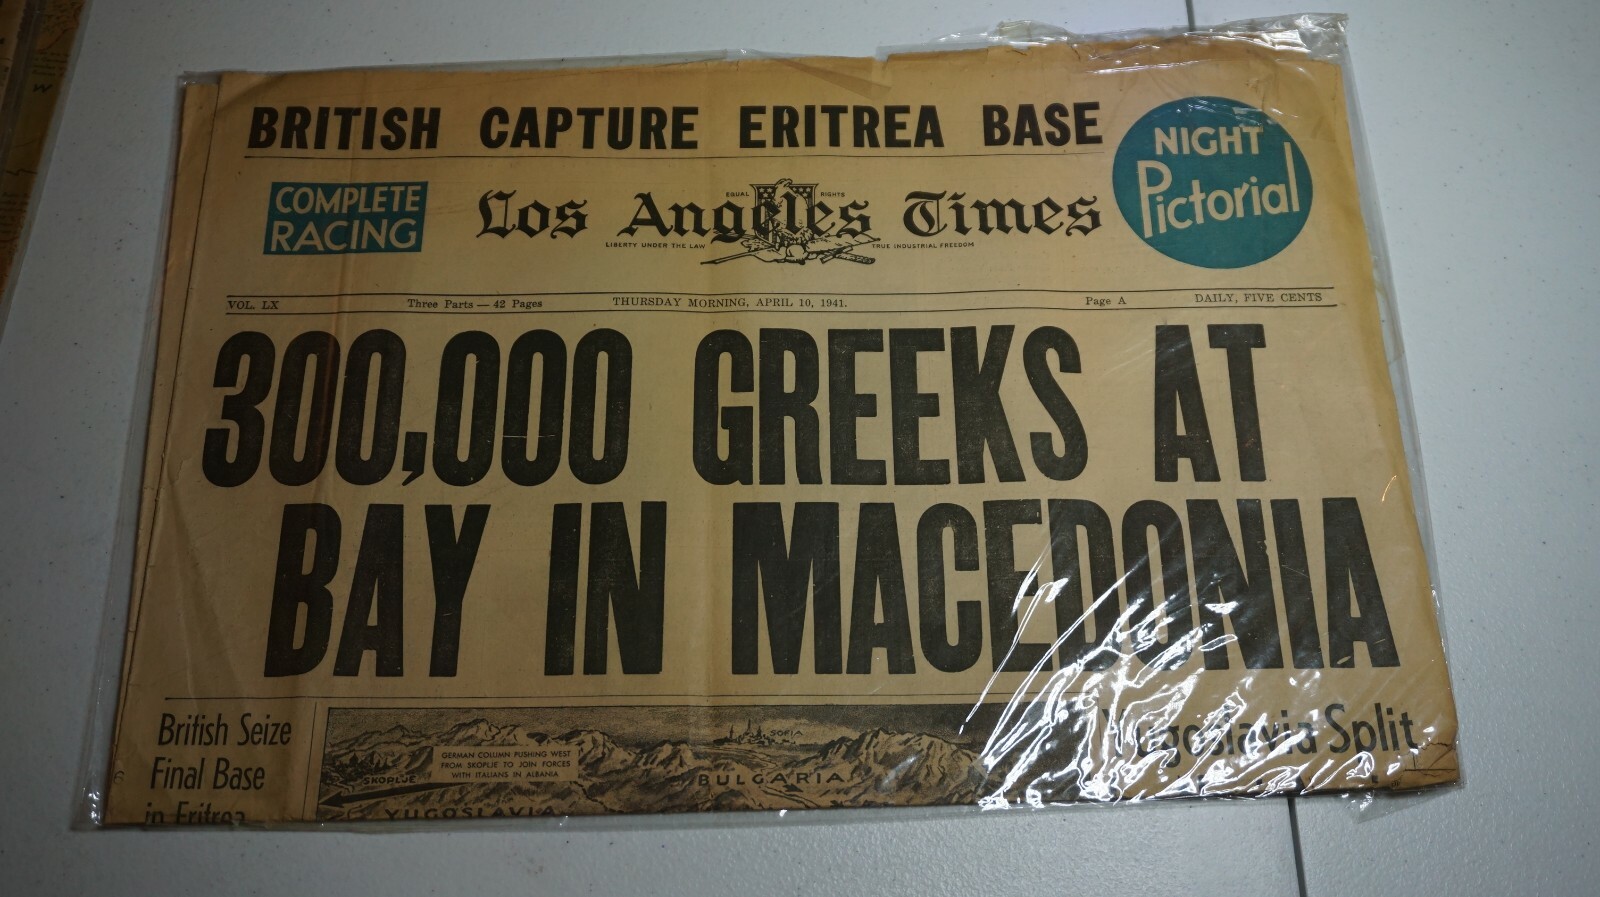 BRITISH CAPTURE ERITREA BASE
NIGHT
Pictorial
COMPLETE
RACING
Los Angeles Times
EQUAL RIGHTS
LIBERTY UNDER THE LAW TRUE INDUSTRIAL FREEDOM
VOL. LX Three Parts — 42 Pages THURSDAY MORNING, APRIL 10, 1941. Page A DAILY, FIVE CENTS
300,000 GREEKS AT
BAY IN MACEDONIA
British Seize
Final Base
in Eritrea
GERMAN COLUMN PUSHING WEST
FROM SKOPLJE TO JOIN FORCES
WITH ITALIANS IN ALBANIA
SOFIA
SKOPLJE
BULGARIA
YUGOSLAVIA
Yugoslavia Split